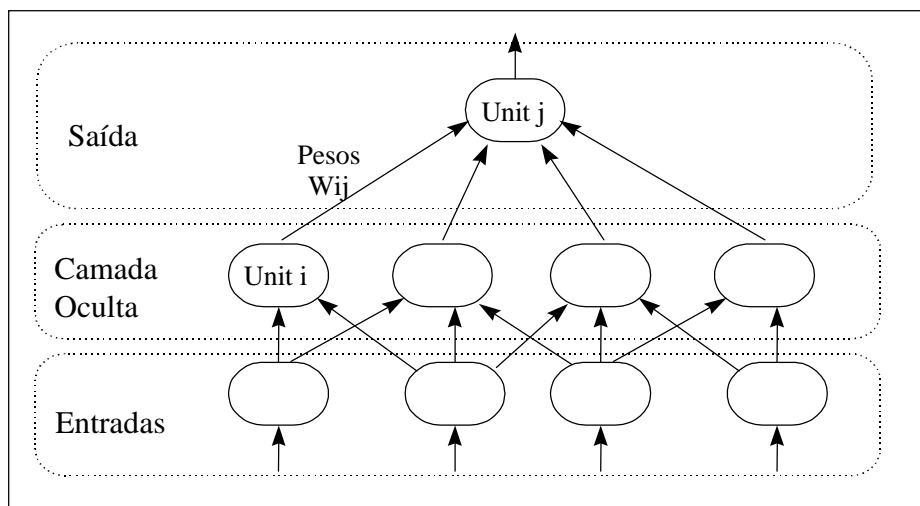 Unit j
Saída
Pesos
Wij
Camada
Oculta
Unit i
Entradas